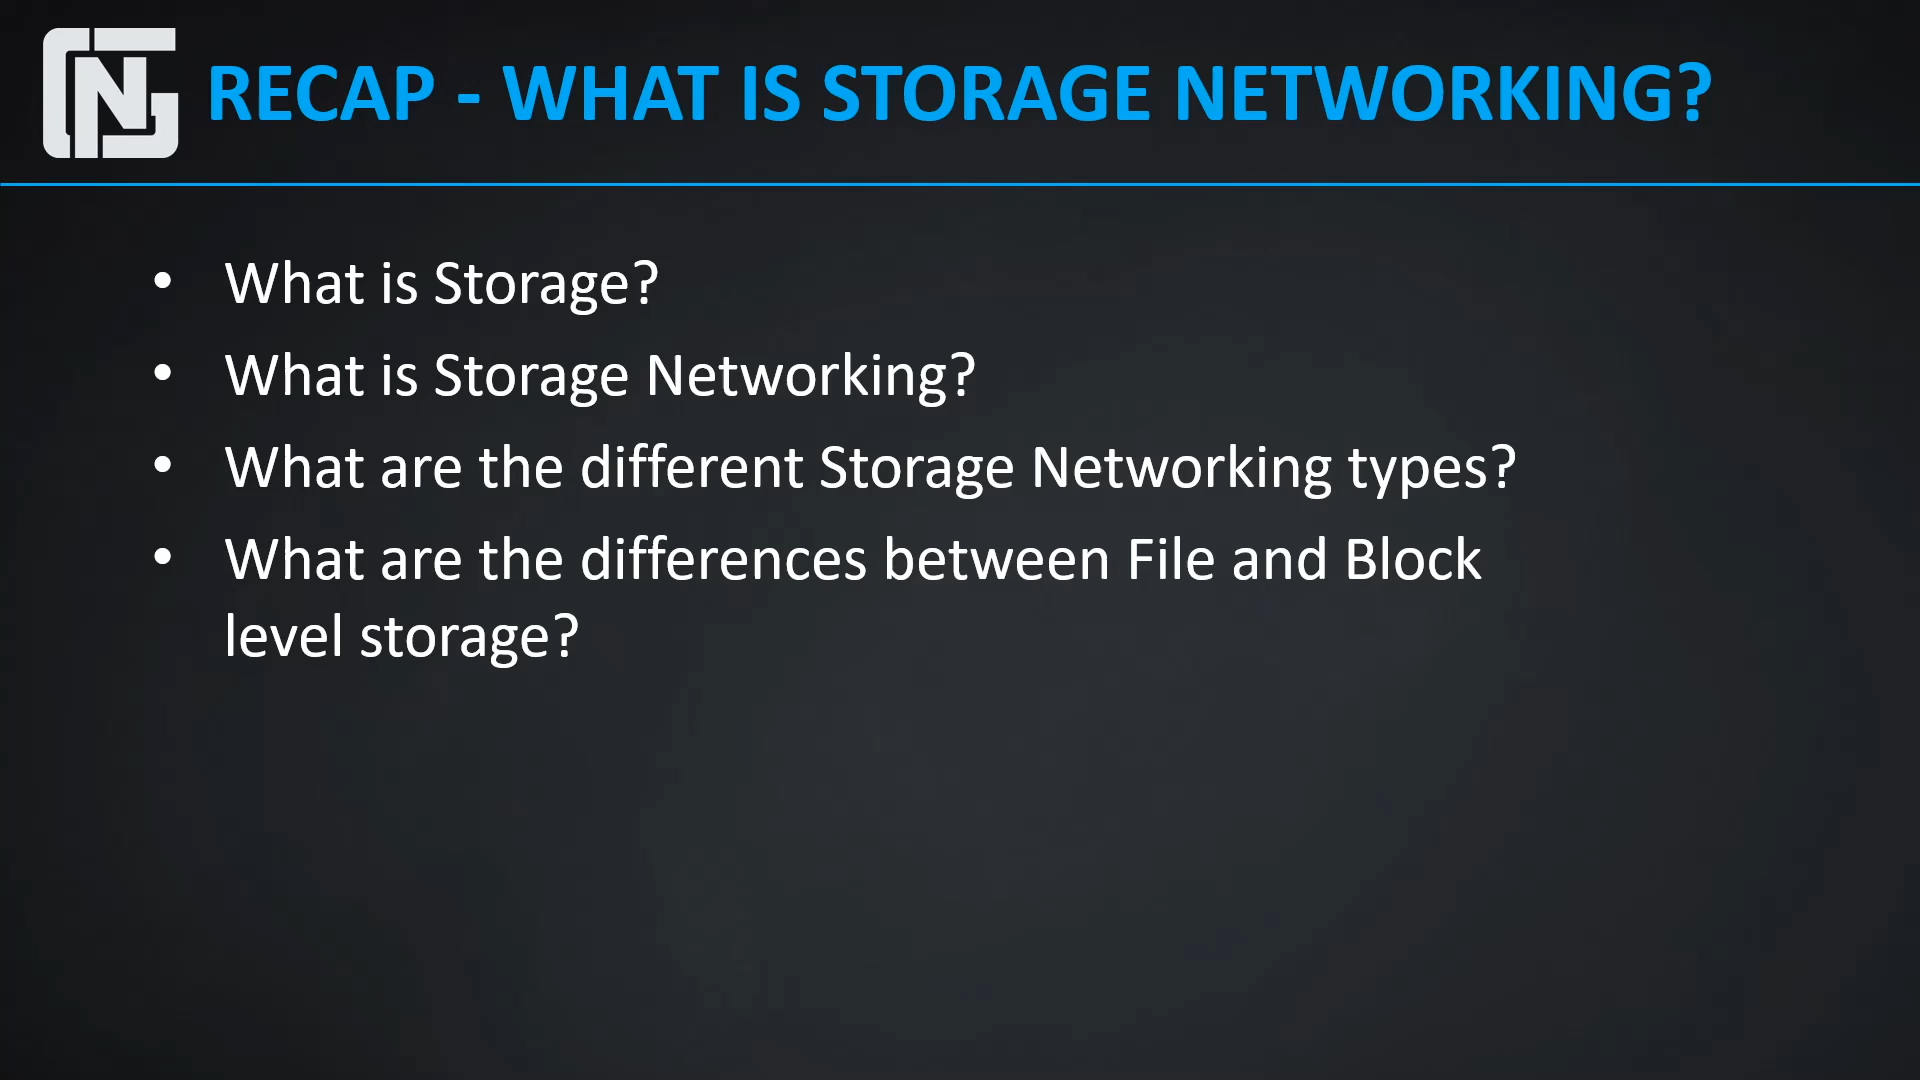 RECAP - WHAT IS STORAGE NETWORKING?
• What is Storage?
• What is Storage Networking?
• What are the different Storage Networking types?
• What are the differences between File and Block
level storage?